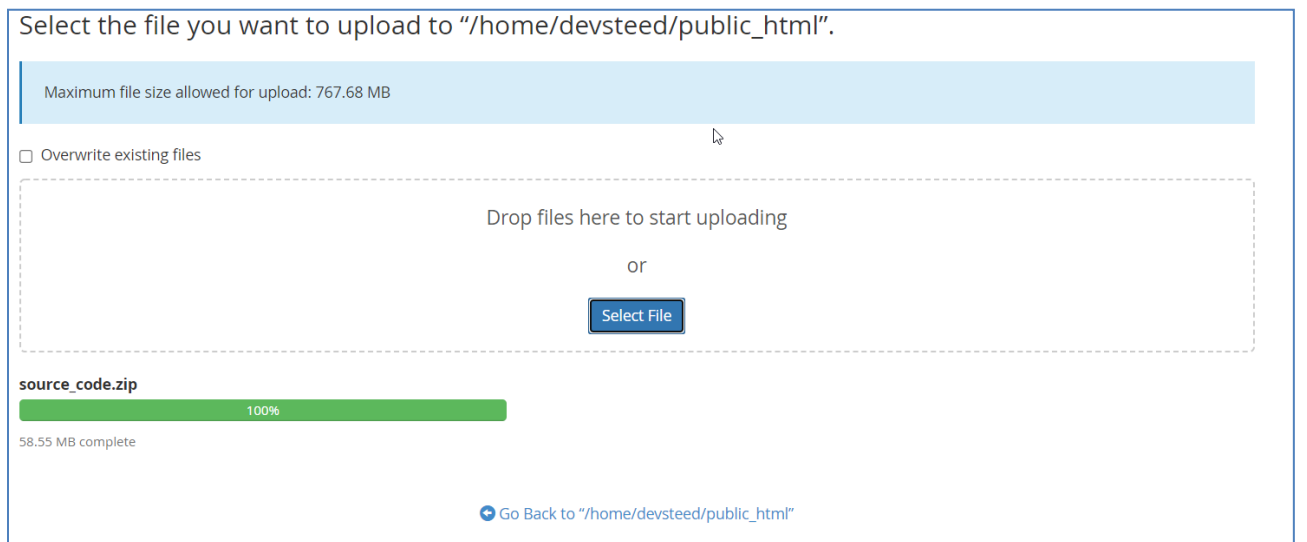 Select the file you want to upload to “/home/devsteed/public_html”.
Maximum file size allowed for upload: 767.68 MB
Overwrite existing files
Drop files here to start uploading
or
Select File
source_code.zip
100%
58.55 MB complete
Go Back to “/home/devsteed/public_html”